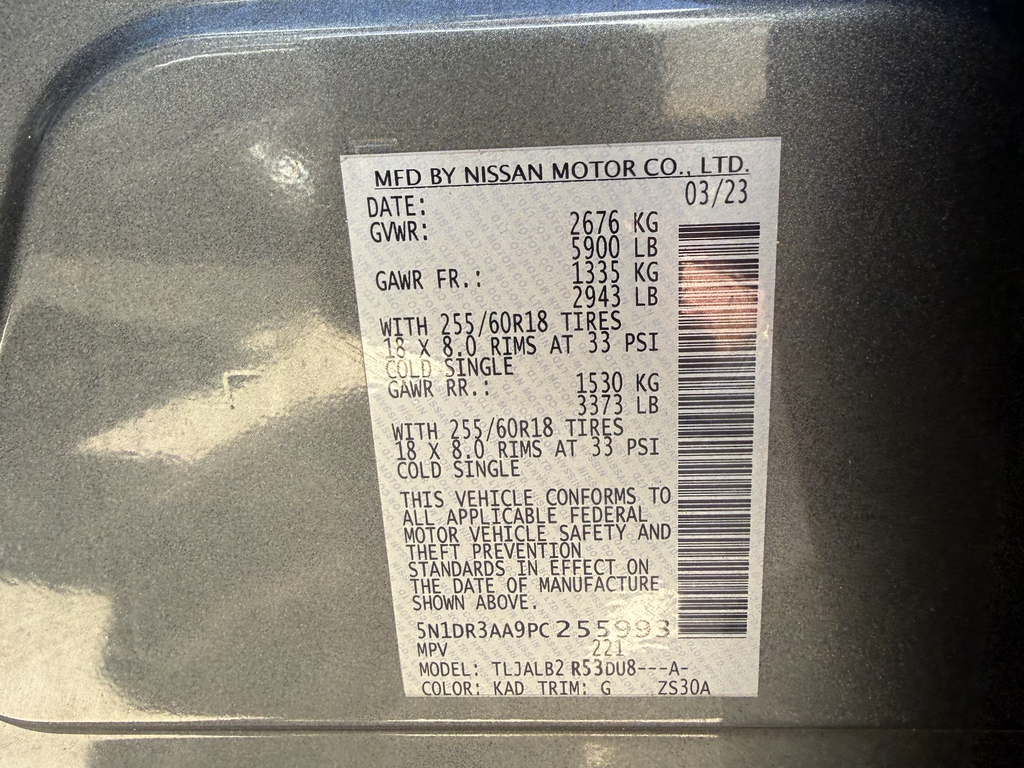 MFD BY NISSAN MOTOR CO., LTD.
DATE: 03/23
GVWR: 2676 KG
5900 LB
GAWR FR.: 1335 KG
2943 LB
WITH 255/60R18 TIRES
18 X 8.0 RIMS AT 33 PSI
COLD SINGLE
GAWR RR.: 1530 KG
3373 LB
WITH 255/60R18 TIRES
18 X 8.0 RIMS AT 33 PSI
COLD SINGLE
THIS VEHICLE CONFORMS TO
ALL APPLICABLE FEDERAL
MOTOR VEHICLE SAFETY AND
THEFT PREVENTION
STANDARDS IN EFFECT ON
THE DATE OF MANUFACTURE
SHOWN ABOVE.
5N1DR3AA9PC255993
MPV 221
MODEL: TLJALB2 R53DU8---A-
COLOR: KAD TRIM: G ZS30A